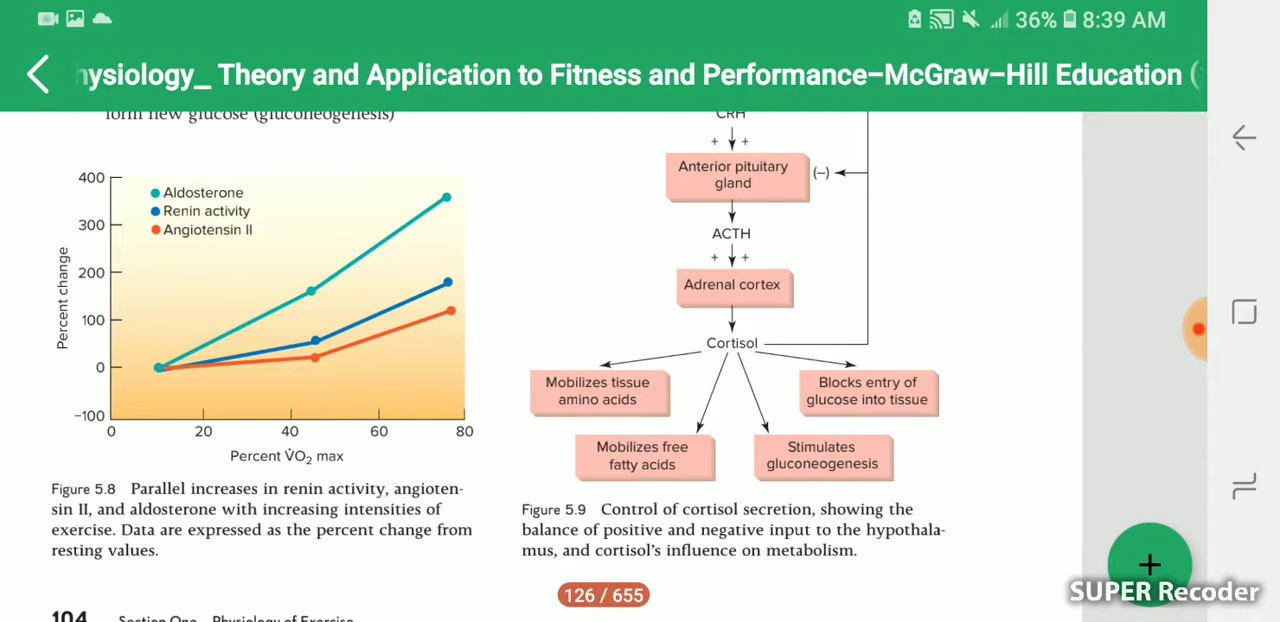 36% 8:39 AM
hysiology_ Theory and Application to Fitness and Performance–McGraw–Hill Education (
form new glucose (gluconeogenesis)
400
300
200
100
0
–100
Percent change
Aldosterone
Renin activity
Angiotensin II
0 20 40 60 80
Percent V̇O2 max
Figure 5.8 Parallel increases in renin activity, angioten-
sin II, and aldosterone with increasing intensities of
exercise. Data are expressed as the percent change from
resting values.
CRH
+ +
Anterior pituitary
gland
(–)
ACTH
+ +
Adrenal cortex
Cortisol
Mobilizes tissue
amino acids
Blocks entry of
glucose into tissue
Mobilizes free
fatty acids
Stimulates
gluconeogenesis
Figure 5.9 Control of cortisol secretion, showing the
balance of positive and negative input to the hypothala-
mus, and cortisol's influence on metabolism.
126 / 655
+
SUPER Recoder
104 Section One Physiology of Exercise